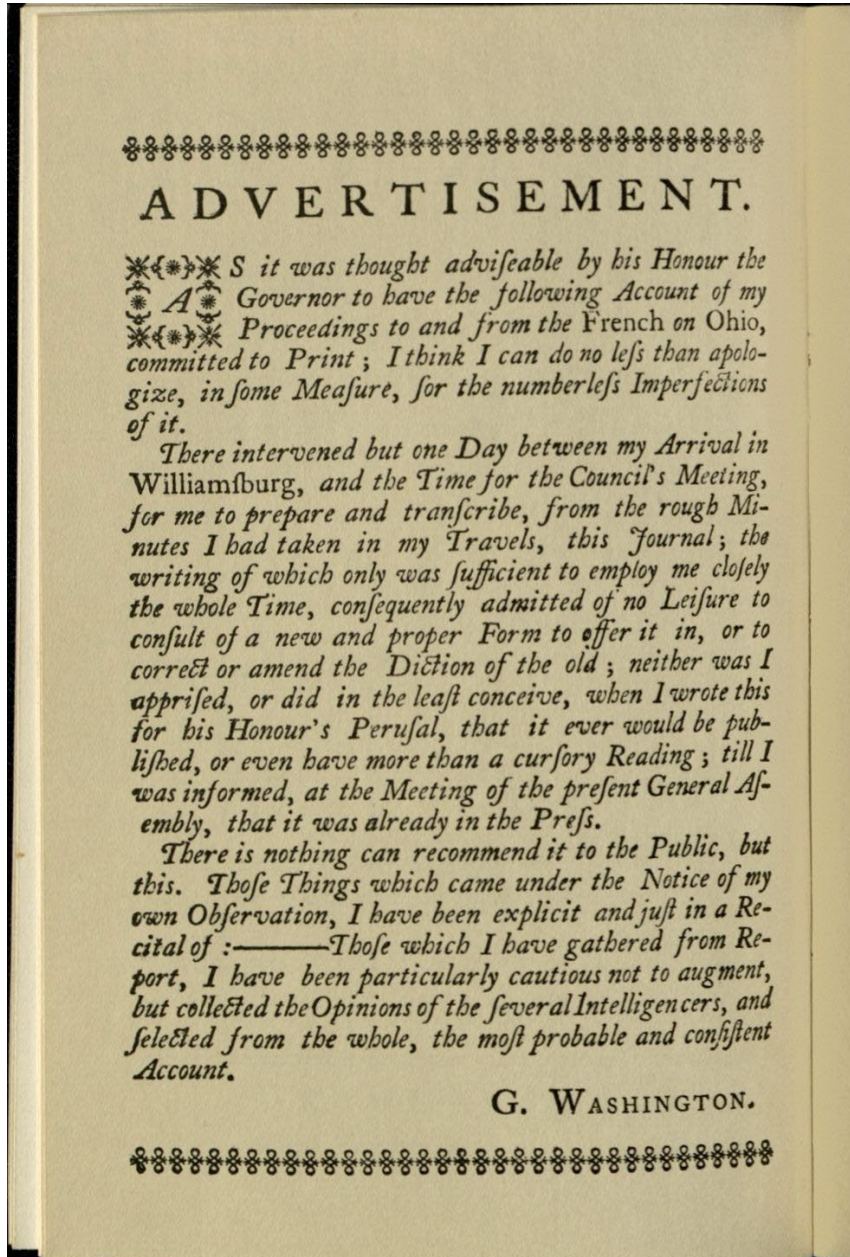 ADVERTISEMENT.
AS it was thought adviſeable by his Honour the
Governor to have the following Account of my
Proceedings to and from the French on Ohio,
committed to Print ; I think I can do no leſs than apolo-
gize, in ſome Meaſure, for the numberleſs Imperfections
of it.
There intervened but one Day between my Arrival in
Williamſburg, and the Time for the Council's Meeting,
for me to prepare and tranſcribe, from the rough Mi-
nutes I had taken in my Travels, this Journal ; the
writing of which only was ſufficient to employ me cloſely
the whole Time, conſequently admitted of no Leiſure to
conſult of a new and proper Form to offer it in, or to
correct or amend the Diction of the old ; neither was I
appriſed, or did in the leaſt conceive, when I wrote this
for his Honour's Peruſal, that it ever would be pub-
liſhed, or even have more than a curſory Reading ; till I
was informed, at the Meeting of the preſent General Aſ-
embly, that it was already in the Preſs.
There is nothing can recommend it to the Public, but
this. Thoſe Things which came under the Notice of my
own Obſervation, I have been explicit and juſt in a Re-
cital of :———Thoſe which I have gathered from Re-
port, I have been particularly cautious not to augment,
but collected the Opinions of the ſeveral Intelligencers, and
ſelected from the whole, the moſt probable and conſiſtent
Account.
G. WASHINGTON.